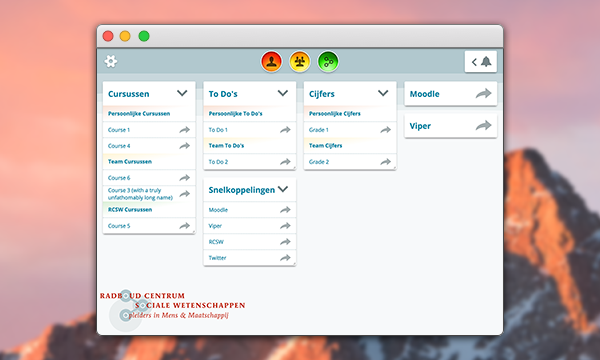 Cursussen
Persoonlijke Cursussen
Course 1
Course 4
Team Cursussen
Course 6
Course 3 (with a truly
unfathomably long name)
RCSW Cursussen
Course 5
To Do's
Persoonlijke To Do's
To Do 1
Team To Do's
To Do 2
Snelkoppelingen
Moodle
Viper
RCSW
Twitter
Cijfers
Persoonlijke Cijfers
Grade 1
Team Cijfers
Grade 2
Moodle
Viper
RADBOUD CENTRUM
SOCIALE WETENSCHAPPEN
Opleiders in Mens & Maatschappij